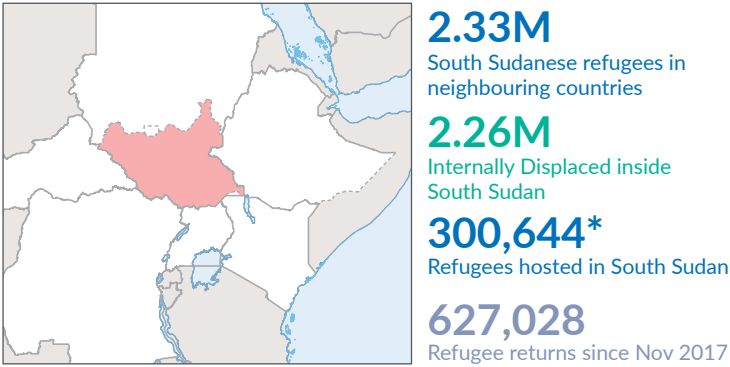 2.33M
South Sudanese refugees in
neighbouring countries
2.26M
Internally Displaced inside
South Sudan
300,644*
Refugees hosted in South Sudan
627,028
Refugee returns since Nov 2017